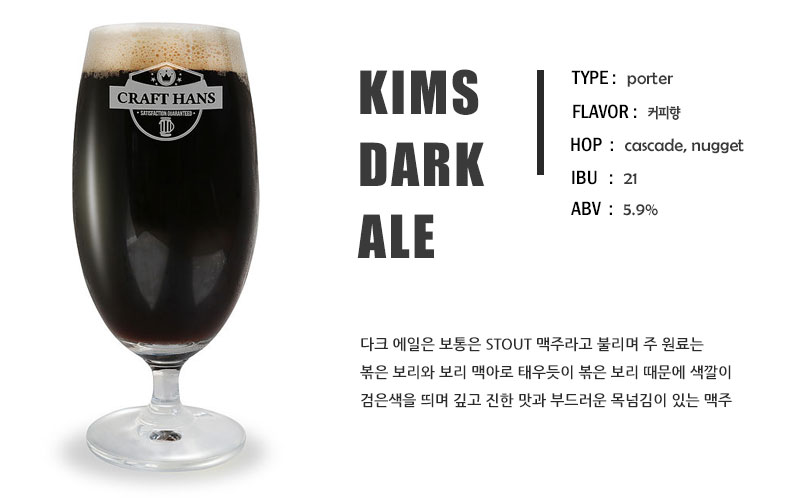 CRAFT HANS
SATISFACTION GUARANTEED
KIMS
DARK
ALE
TYPE : porter
FLAVOR : 커피향
HOP : cascade, nugget
IBU : 21
ABV : 5.9%
다크 에일은 보통은 STOUT 맥주라고 불리며 주 원료는
볶은 보리와 보리 맥아로 태우듯이 볶은 보리 때문에 색깔이
검은색을 띄며 깊고 진한 맛과 부드러운 목넘김이 있는 맥주